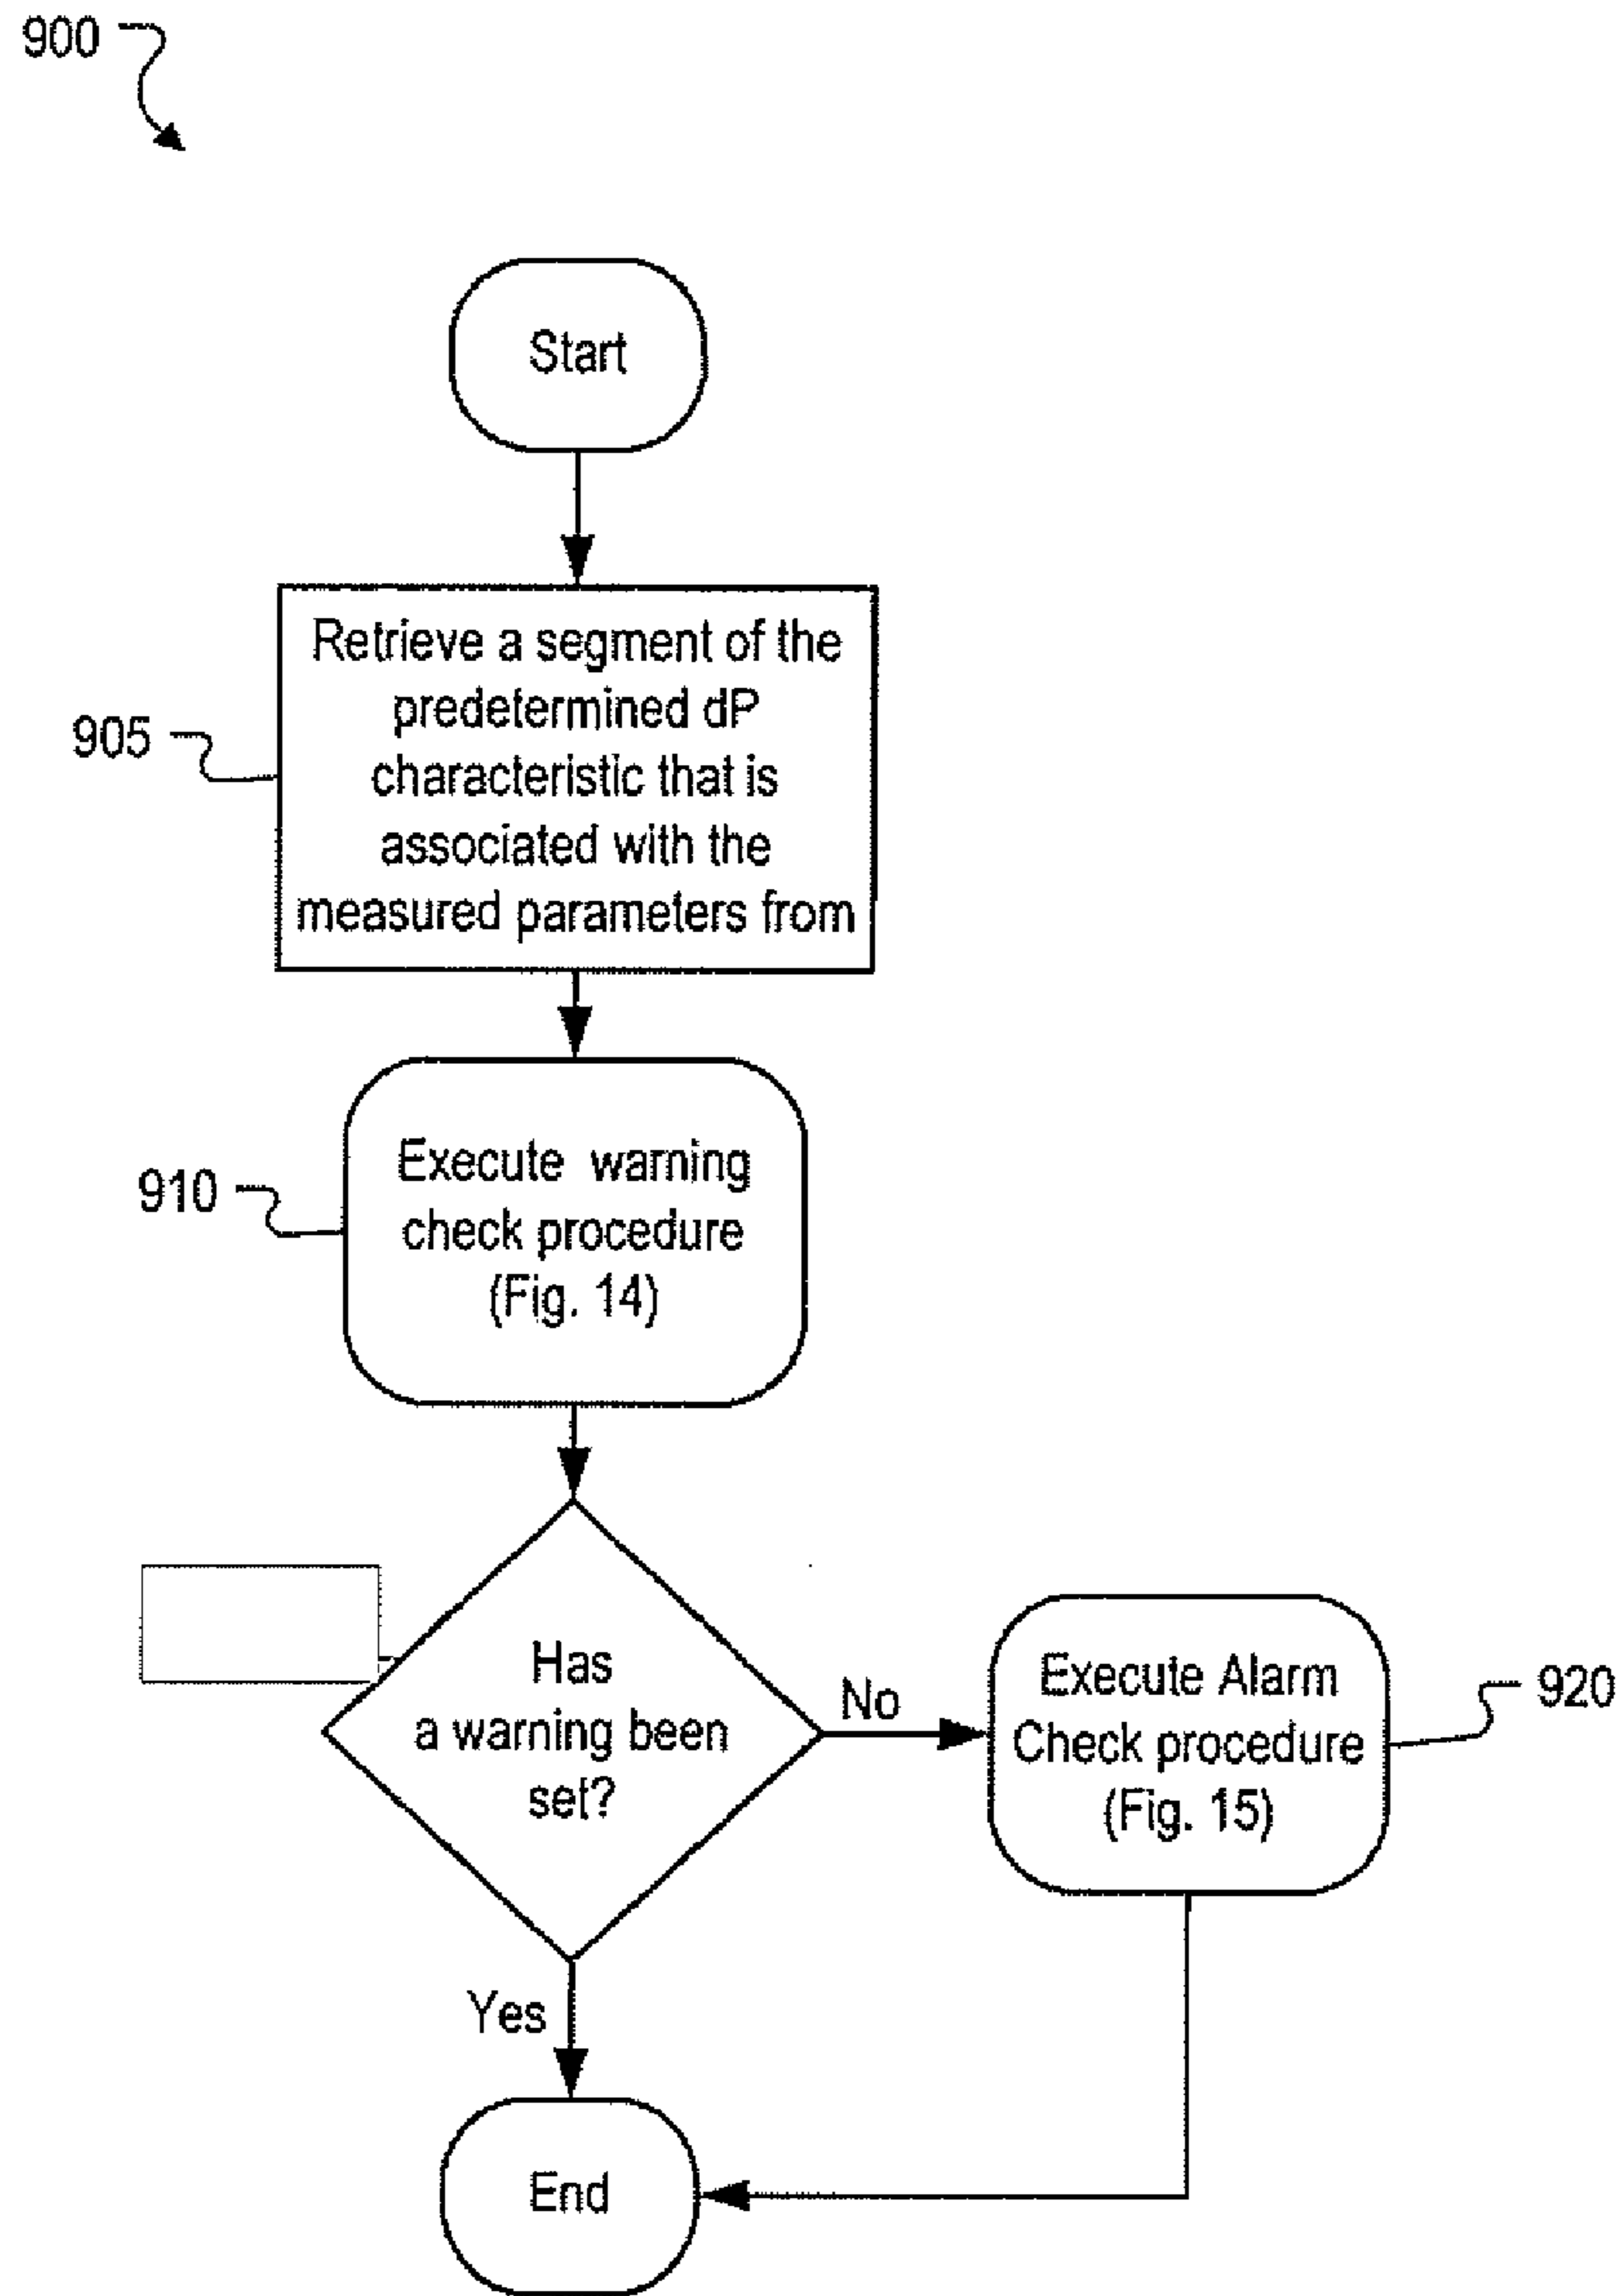 900
Start
905
Retrieve a segment of the
predetermined dP
characteristic that is
associated with the
measured parameters from
910
Execute warning
check procedure
(Fig. 14)
Has
a warning been
set?
No
Execute Alarm
Check procedure
(Fig. 15)
920
Yes
End